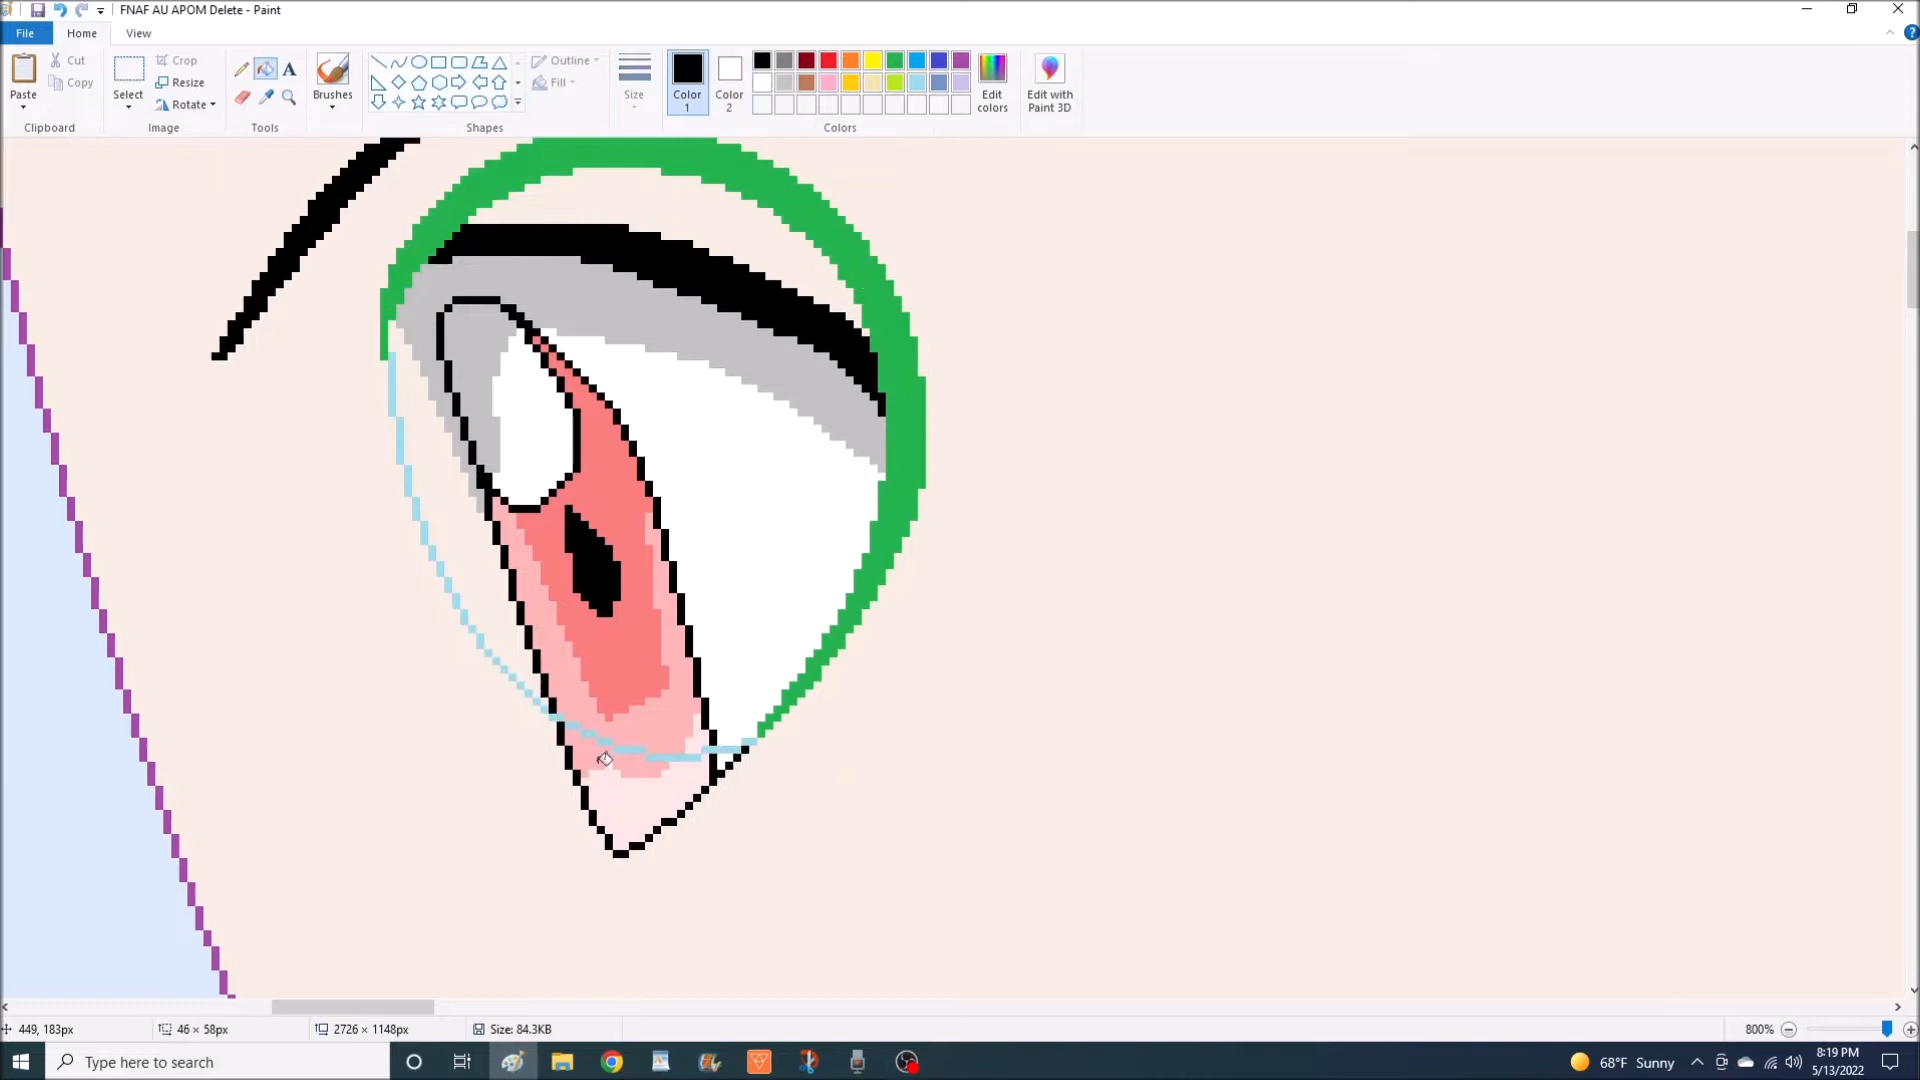 FNAF AU APOM Delete - Paint
File Home View
Paste
Cut
Copy
Clipboard
Select
Crop
Resize
Rotate
Image
A
Tools
Brushes
Outline
Fill
Shapes
Size
Color
1
Color
2
Edit
colors
Edit with
Paint 3D
Colors
449, 183px
46 × 58px
2726 × 1148px
Size: 84.3KB
800%
Type here to search
68°F Sunny
8:19 PM
5/13/2022